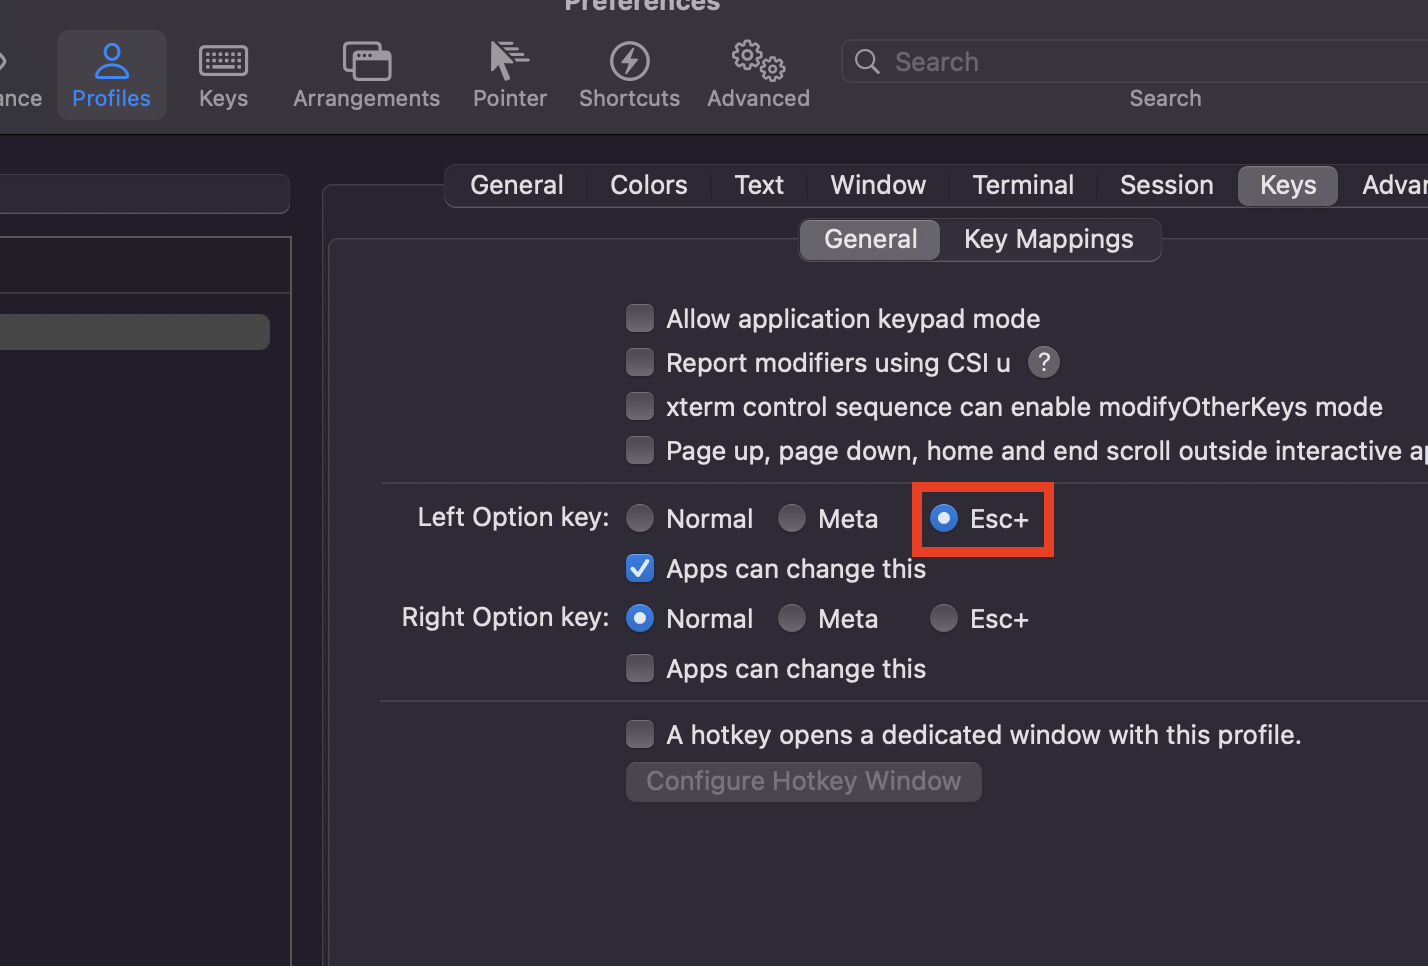 Preferences
Profiles
Keys
Arrangements
Pointer
Shortcuts
Advanced
Search
Search
General Colors Text Window Terminal Session Keys
General Key Mappings
Allow application keypad mode
Report modifiers using CSI u ?
xterm control sequence can enable modifyOtherKeys mode
Page up, page down, home and end scroll outside interactive
Left Option key: Normal Meta Esc+
Apps can change this
Right Option key: Normal Meta Esc+
Apps can change this
A hotkey opens a dedicated window with this profile.
Configure Hotkey Window